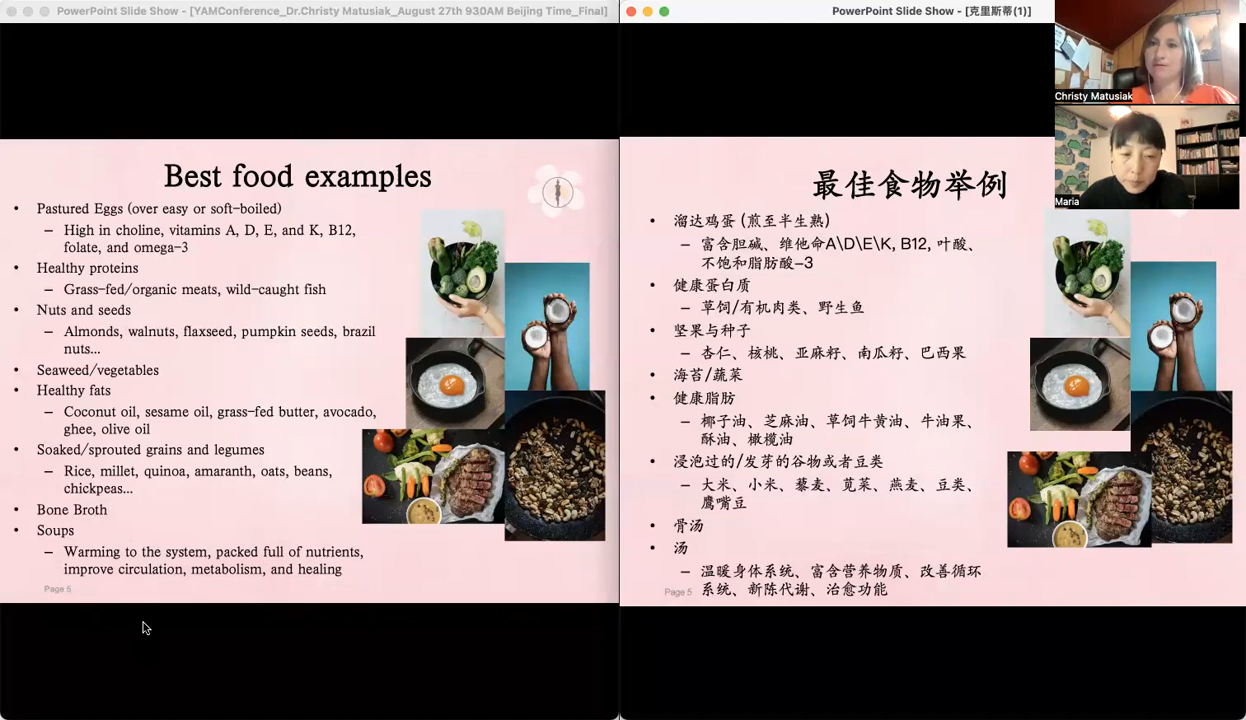 PowerPoint Slide Show - [YAMConference_Dr.Christy Matusiak_August 27th 930AM Beijing Time_Final]
Best food examples
• Pastured Eggs (over easy or soft-boiled)
– High in choline, vitamins A, D, E, and K, B12,
folate, and omega-3
• Healthy proteins
– Grass-fed/organic meats, wild-caught fish
• Nuts and seeds
– Almonds, walnuts, flaxseed, pumpkin seeds, brazil
nuts...
• Seaweed/vegetables
• Healthy fats
– Coconut oil, sesame oil, grass-fed butter, avocado,
ghee, olive oil
• Soaked/sprouted grains and legumes
– Rice, millet, quinoa, amaranth, oats, beans,
chickpeas...
• Bone Broth
• Soups
– Warming to the system, packed full of nutrients,
improve circulation, metabolism, and healing
Page 5
PowerPoint Slide Show - [克里斯蒂(1)]
Christy Matusiak
Maria
最佳食物举例
• 溜达鸡蛋 (煎至半生熟)
– 富含胆碱、维他命A\D\E\K, B12, 叶酸、
不饱和脂肪酸-3
• 健康蛋白质
– 草饲/有机肉类、野生鱼
• 坚果与种子
– 杏仁、核桃、亚麻籽、南瓜籽、巴西果
• 海苔/蔬菜
• 健康脂肪
– 椰子油、芝麻油、草饲牛黄油、牛油果、
酥油、橄榄油
• 浸泡过的/发芽的谷物或者豆类
– 大米、小米、藜麦、苋菜、燕麦、豆类、
鹰嘴豆
• 骨汤
• 汤
– 温暖身体系统、富含营养物质、改善循环
系统、新陈代谢、治愈功能
Page 5